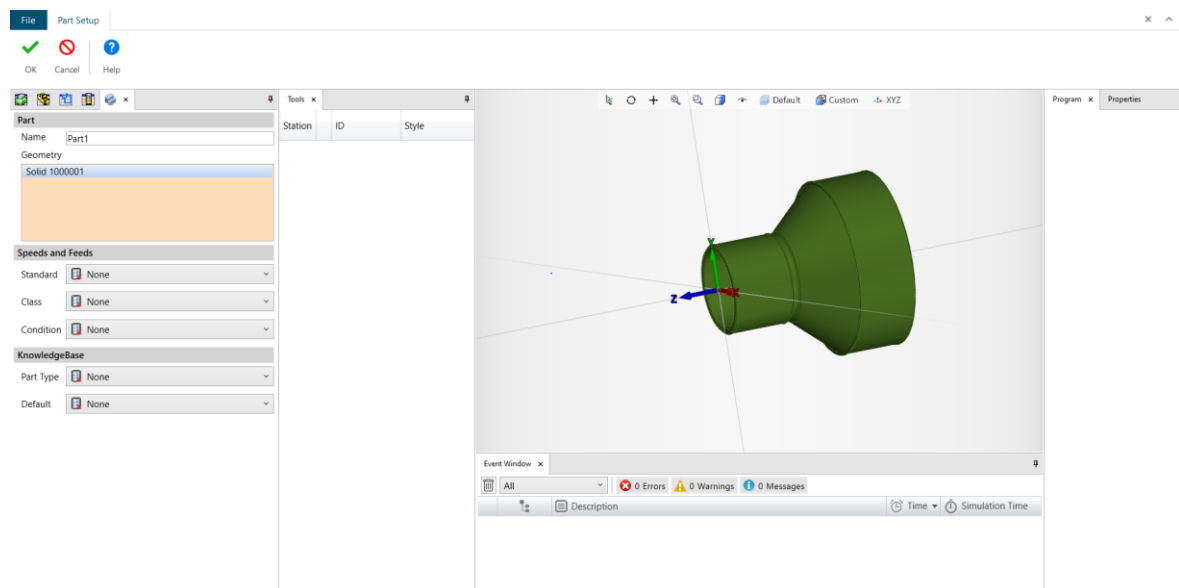 File Part Setup
OK Cancel Help
Tools
Default Custom XYZ
Program Properties
Part
Name Part1
Geometry
Solid 1000001
Station ID Style
Speeds and Feeds
Standard None
Class None
Condition None
KnowledgeBase
Part Type None
Default None
Y
Z X
Event Window
All 0 Errors 0 Warnings 0 Messages
Description Time Simulation Time